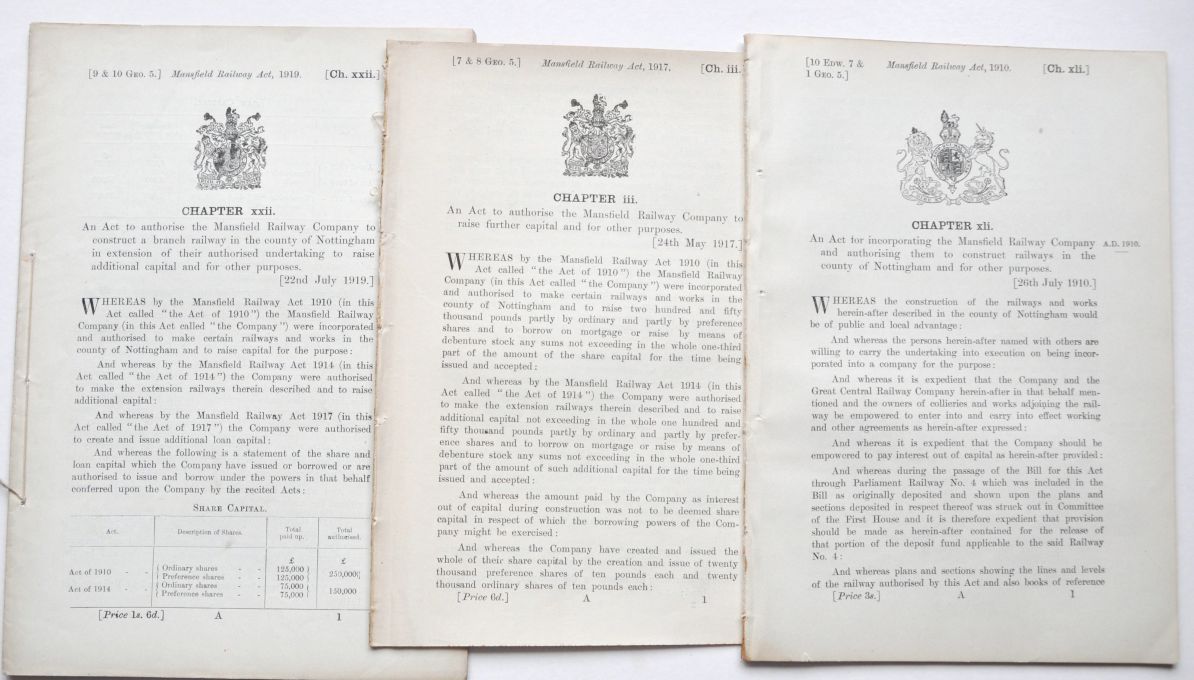 [9 & 10 GEO. 5.] Mansfield Railway Act, 1919. [Ch. xxii.]
CHAPTER xxii.
An Act to authorise the Mansfield Railway Company to
construct a branch railway in the county of Nottingham
in extension of their authorised undertaking to raise
additional capital and for other purposes.
[22nd July 1919.]
WHEREAS by the Mansfield Railway Act 1910 (in this
Act called "the Act of 1910") the Mansfield Railway
Company (in this Act called "the Company") were incorporated
and authorised to make certain railways and works in the
county of Nottingham and to raise capital for the purpose:
And whereas by the Mansfield Railway Act 1914 (in this
Act called "the Act of 1914") the Company were authorised
to make the extension railways therein described and to raise
additional capital:
And whereas by the Mansfield Railway Act 1917 (in this
Act called "the Act of 1917") the Company were authorised
to create and issue additional loan capital:
And whereas the following is a statement of the share and
loan capital which the Company have issued or borrowed or are
authorised to issue and borrow under the powers in that behalf
conferred upon the Company by the recited Acts:
SHARE CAPITAL.
Act. Description of Shares. Total paid up. Total authorised.
£ £
Act of 1910 - - { Ordinary shares - - 125,000 } 250,000
{ Preference shares - - 125,000 }
Act of 1914 - - { Ordinary shares - - 75,000 } 150,000
{ Preference shares - - 75,000 }
[Price 1s. 6d.] A 1
[7 & 8 GEO. 5.] Mansfield Railway Act, 1917. [Ch. iii.]
CHAPTER iii.
An Act to authorise the Mansfield Railway Company to
raise further capital and for other purposes.
[24th May 1917.]
WHEREAS by the Mansfield Railway Act 1910 (in this
Act called "the Act of 1910") the Mansfield Railway
Company (in this Act called "the Company") were incorporated
and authorised to make certain railways and works in the
county of Nottingham and to raise two hundred and fifty
thousand pounds partly by ordinary and partly by preference
shares and to borrow on mortgage or raise by means of
debenture stock any sums not exceeding in the whole one-third
part of the amount of the share capital for the time being
issued and accepted:
And whereas by the Mansfield Railway Act 1914 (in this
Act called "the Act of 1914") the Company were authorised
to make the extension railways therein described and to raise
additional capital not exceeding in the whole one hundred and
fifty thousand pounds partly by ordinary and partly by prefer-
ence shares and to borrow on mortgage or raise by means of
debenture stock any sums not exceeding in the whole one-third
part of the amount of such additional capital for the time being
issued and accepted:
And whereas the amount paid by the Company as interest
out of capital during construction was not to be deemed share
capital in respect of which the borrowing powers of the Com-
pany might be exercised:
And whereas the Company have created and issued the
whole of their share capital by the creation and issue of twenty
thousand preference shares of ten pounds each and twenty
thousand ordinary shares of ten pounds each:
[Price 6d.] A 1
[10 EDW. 7 & Mansfield Railway Act, 1910. [Ch. xli.]
1 GEO. 5.]
CHAPTER xli.
An Act for incorporating the Mansfield Railway Company A.D. 1910.
and authorising them to construct railways in the
county of Nottingham and for other purposes.
[26th July 1910.]
WHEREAS the construction of the railways and works
herein-after described in the county of Nottingham would
be of public and local advantage:
And whereas the persons herein-after named with others are
willing to carry the undertaking into execution on being incor-
porated into a company for the purpose:
And whereas it is expedient that the Company and the
Great Central Railway Company herein-after in that behalf men-
tioned and the owners of collieries and works adjoining the rail-
way be empowered to enter into and carry into effect working
and other agreements as herein-after expressed:
And whereas it is expedient that the Company should be
empowered to pay interest out of capital as herein-after provided:
And whereas during the passage of the Bill for this Act
through Parliament Railway No. 4 which was included in the
Bill as originally deposited and shown upon the plans and
sections deposited in respect thereof was struck out in Committee
of the First House and it is therefore expedient that provision
should be made as herein-after contained for the release of
that portion of the deposit fund applicable to the said Railway
No. 4:
And whereas plans and sections showing the lines and levels
of the railway authorised by this Act and also books of reference
[Price 3s.] A 1